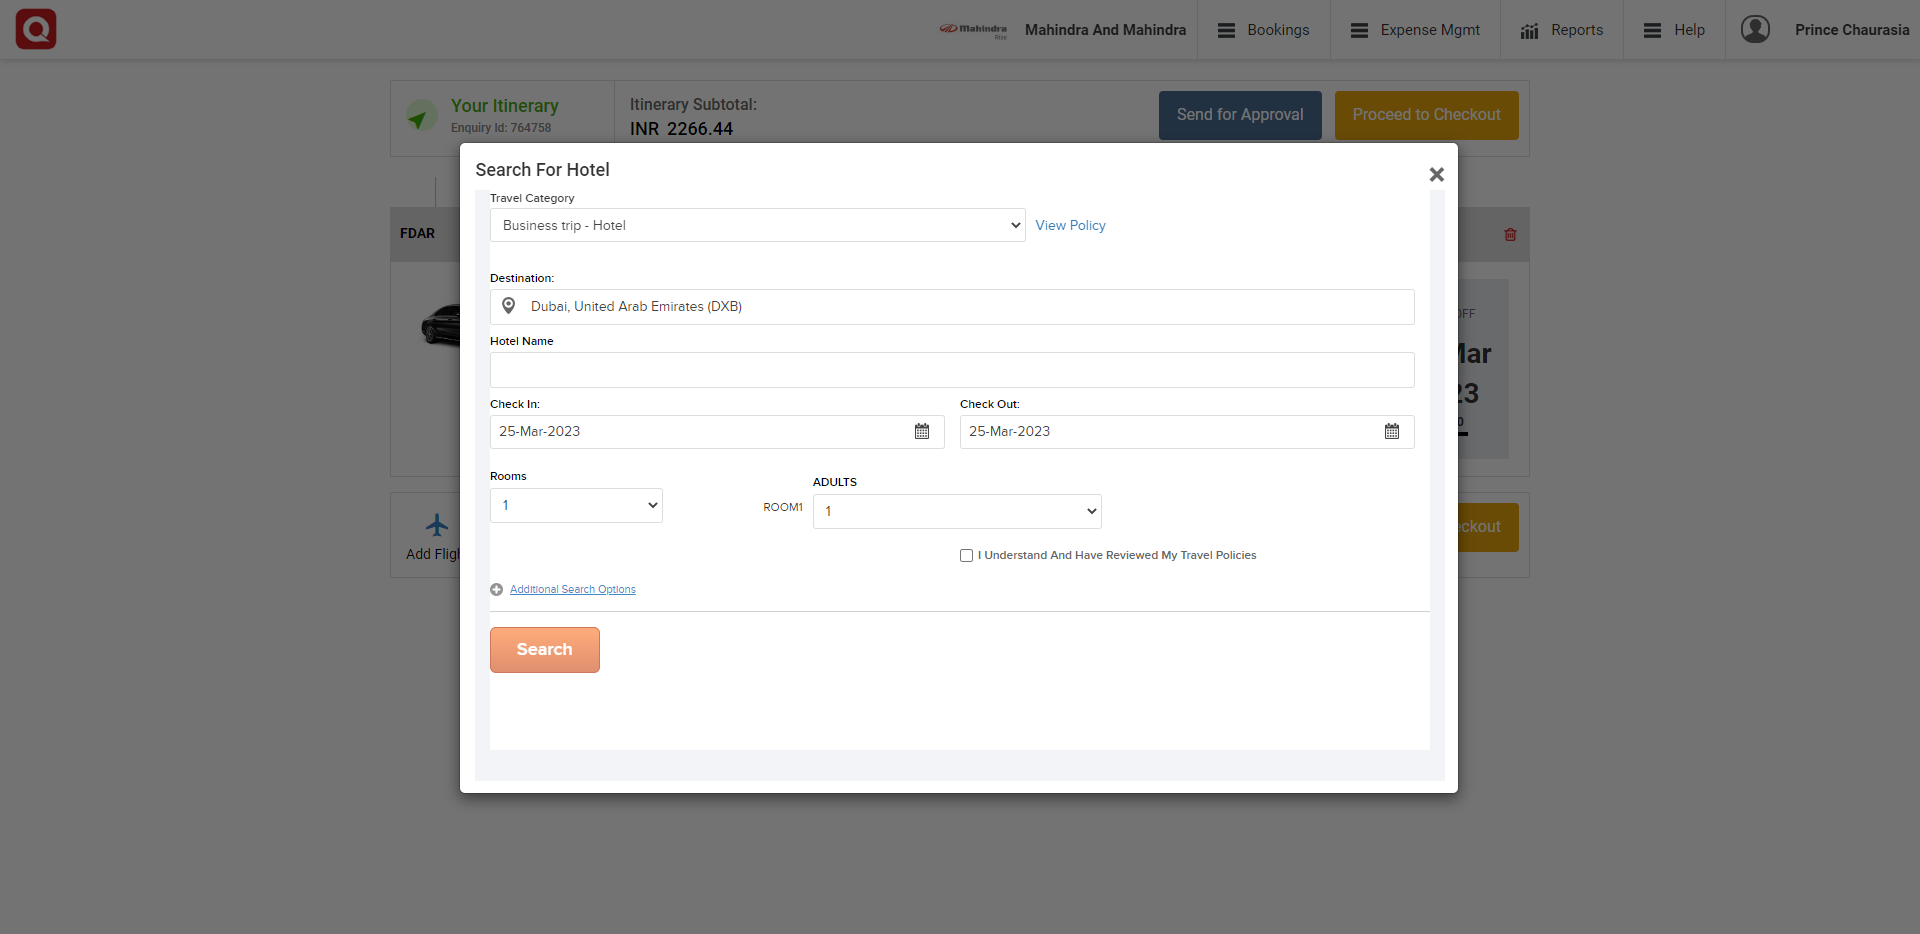 Mahindra
Rise
Mahindra And Mahindra
Bookings
Expense Mgmt
Reports
Help
Prince Chaurasia
Your Itinerary
Enquiry Id: 764758
Itinerary Subtotal:
INR 2266.44
Send for Approval
Proceed to Checkout
Search For Hotel
Travel Category
Business trip - Hotel
View Policy
FDAR
Destination:
Dubai, United Arab Emirates (DXB)
Hotel Name
Check In:
Check Out:
25-Mar-2023
25-Mar-2023
Rooms
1
ADULTS
ROOM1
1
I Understand And Have Reviewed My Travel Policies
Additional Search Options
Search